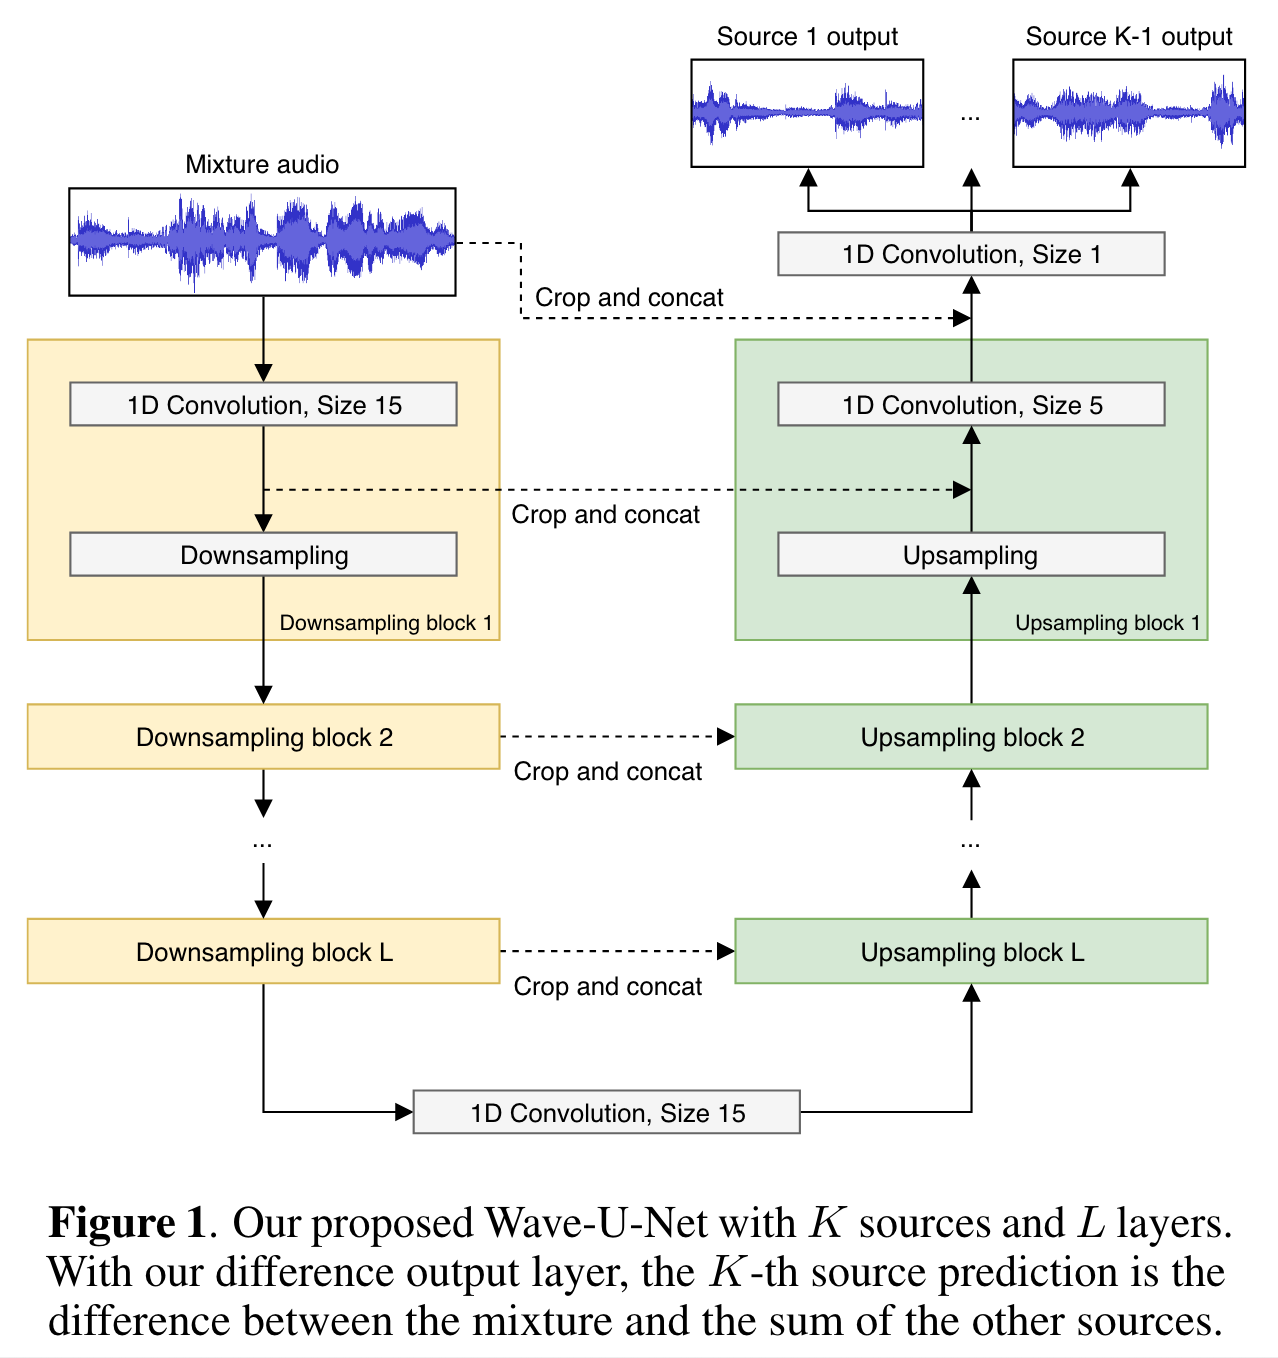 Source 1 output
Source K-1 output
...
Mixture audio
1D Convolution, Size 1
Crop and concat
1D Convolution, Size 15
1D Convolution, Size 5
Crop and concat
Downsampling
Upsampling
Downsampling block 1
Upsampling block 1
Downsampling block 2
Upsampling block 2
Crop and concat
...
...
Downsampling block L
Upsampling block L
Crop and concat
1D Convolution, Size 15
Figure 1. Our proposed Wave-U-Net with K sources and L layers.
With our difference output layer, the K-th source prediction is the
difference between the mixture and the sum of the other sources.